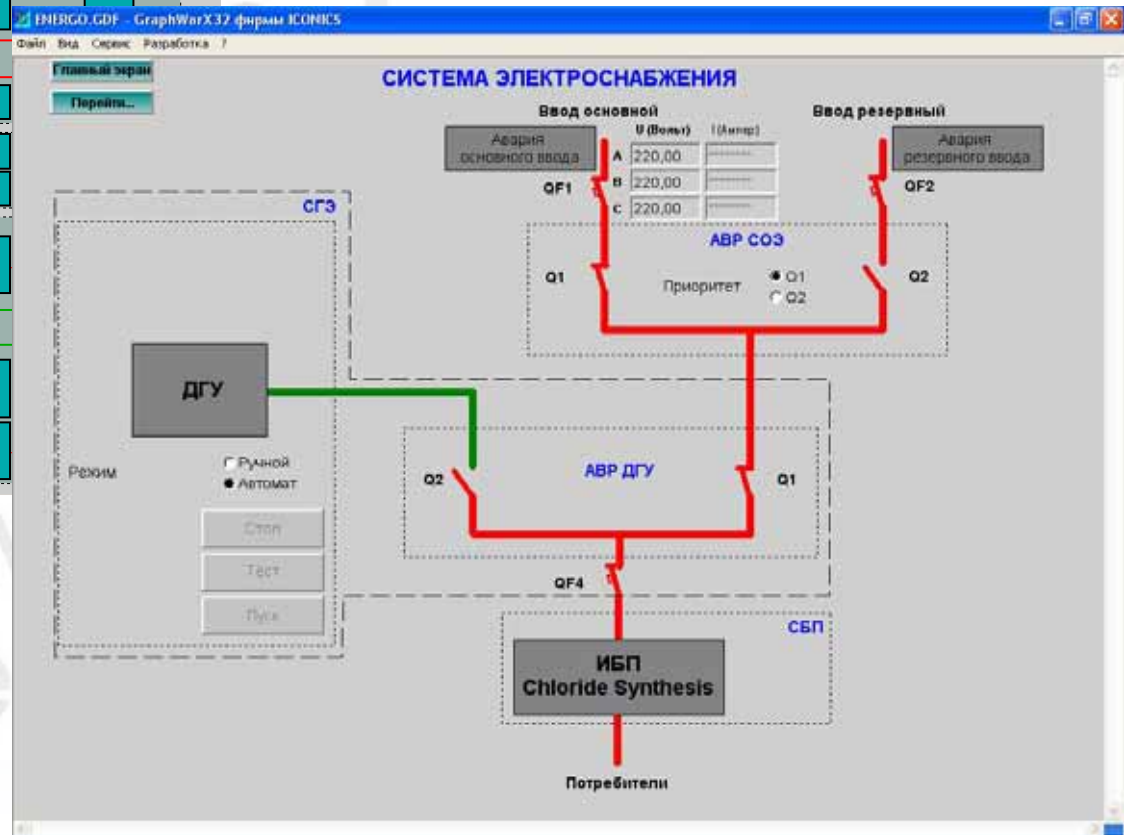 ENERGO.GDF - GraphWorX32 фирмы ICONICS
Файл Вид Сервис Разработка ?
Главный экран
Перейти...
СИСТЕМА ЭЛЕКТРОСНАБЖЕНИЯ
Ввод основной
Ввод резервный
U (Вольт) I (Ампер)
Авария
основного ввода
Авария
резервного ввода
A 220,00
B 220,00
C 220,00
QF1
QF2
СГЭ
АВР СОЭ
Q1
Приоритет
Q1
Q2
Q2
ДГУ
Режим
Ручной
Автомат
Стоп
Тест
Пуск
АВР ДГУ
Q2
Q1
QF4
СБП
ИБП
Chloride Synthesis
Потребители